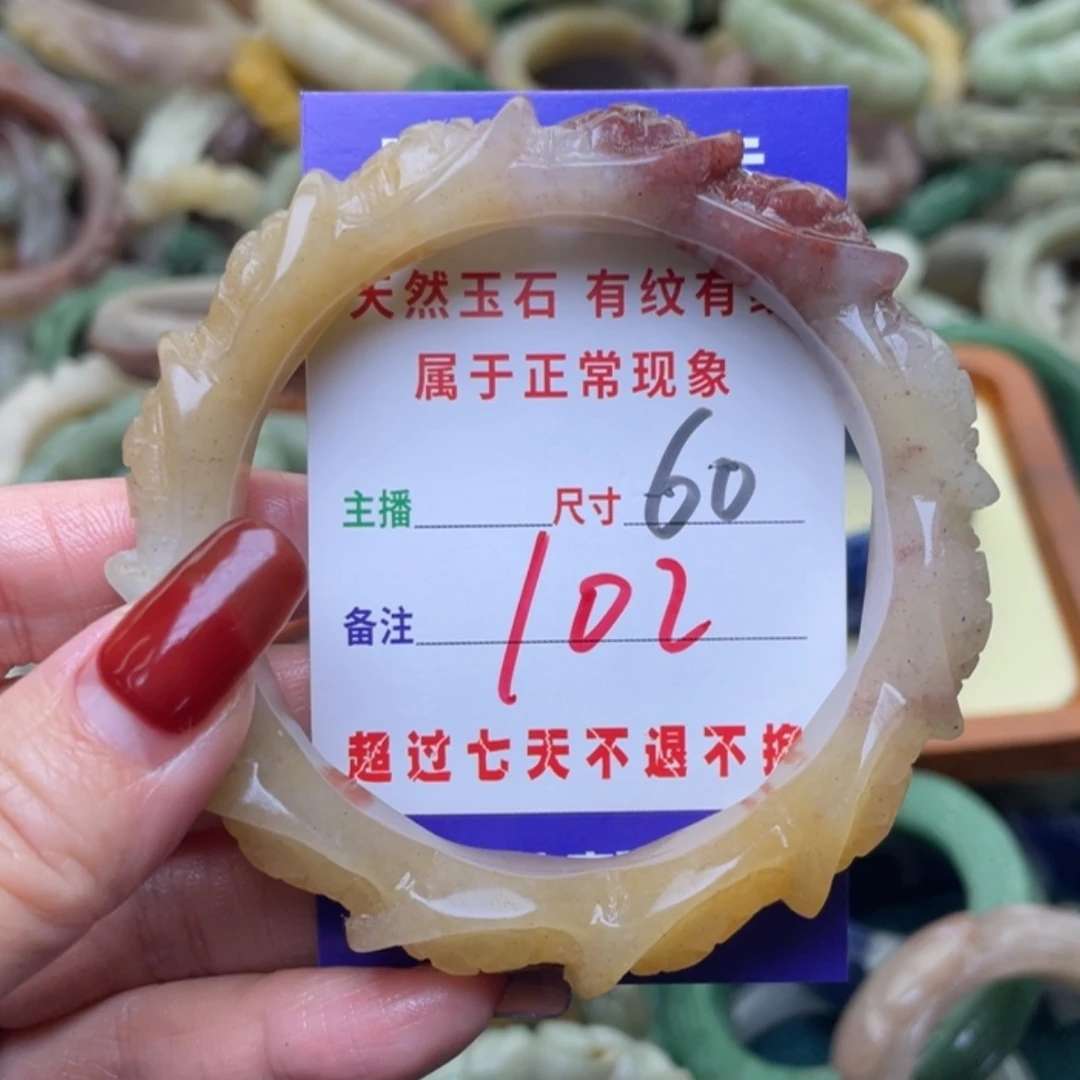 天然玉石 有纹有
属于正常现象
主播 尺寸 60
备注 102
超过七天不退不换